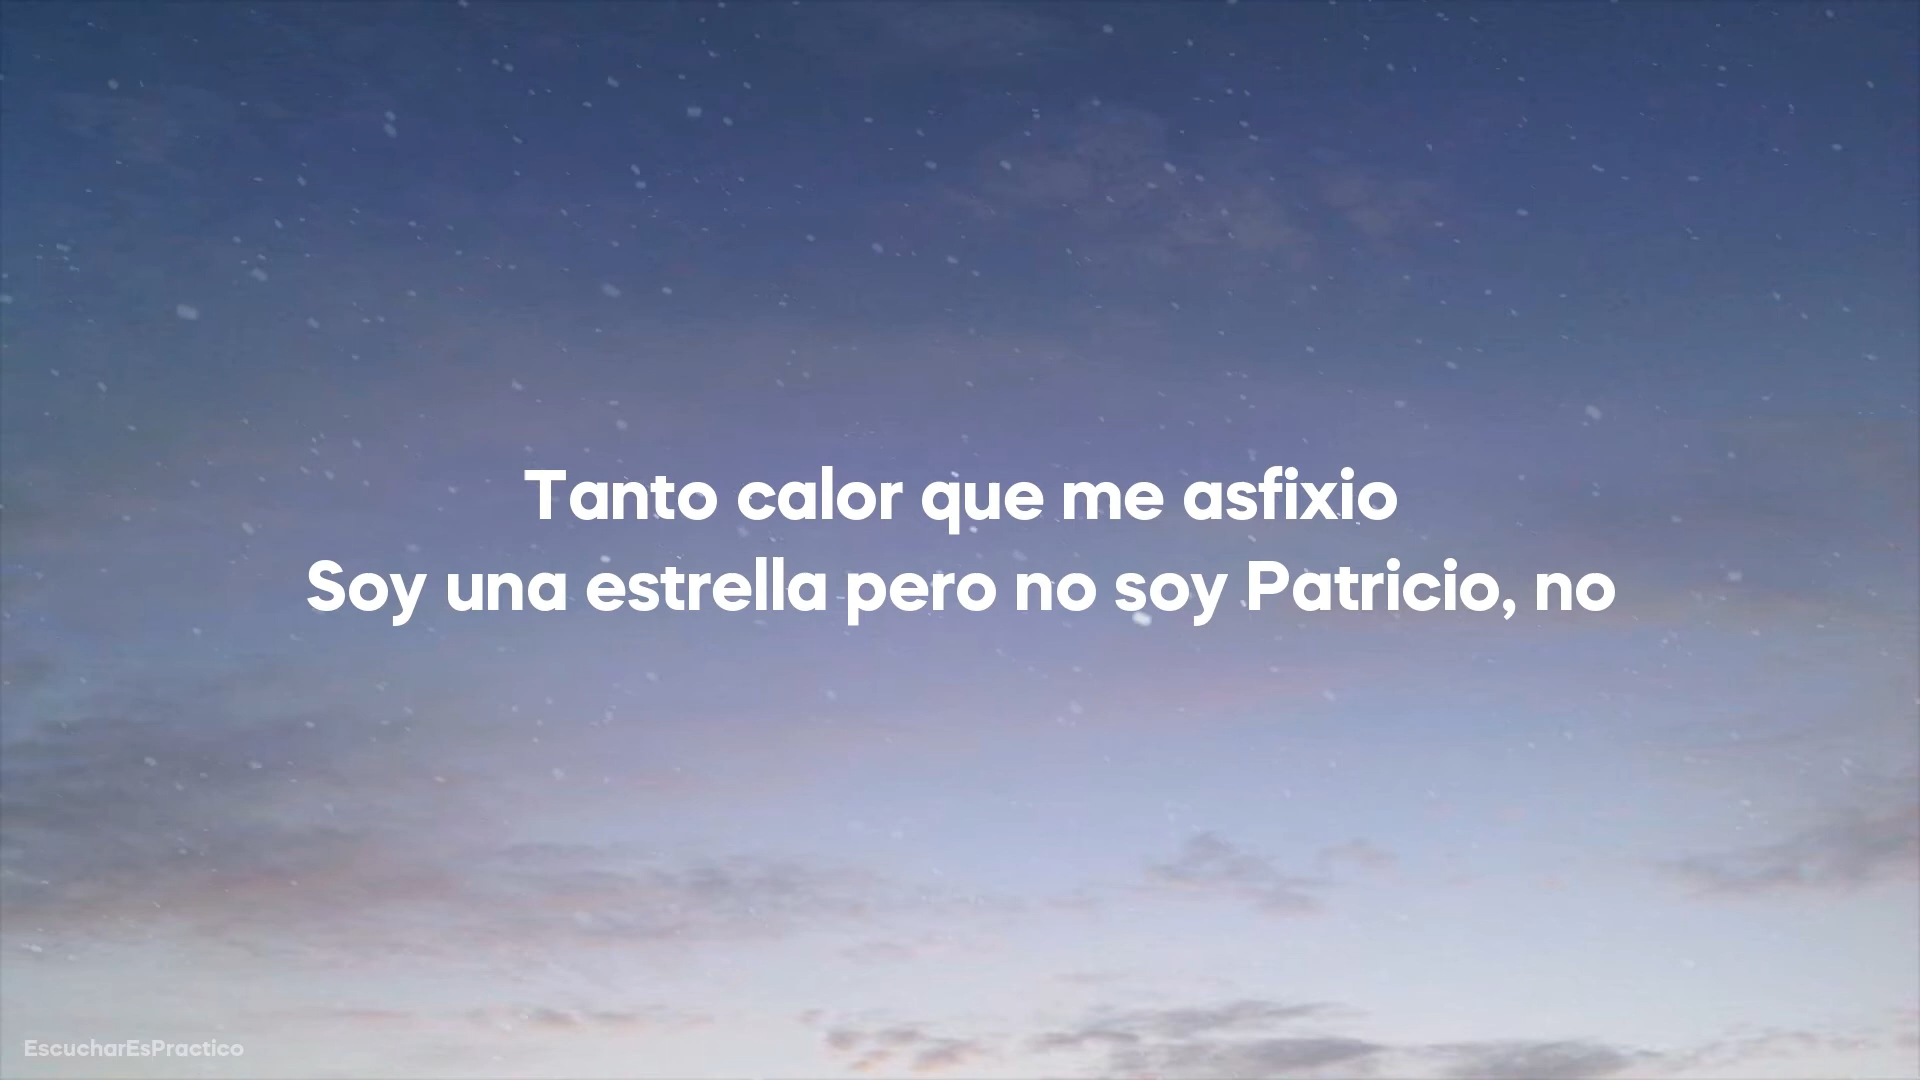 Tanto calor que me asfixio
Soy una estrella pero no soy Patricio, no
EscucharEsPractico